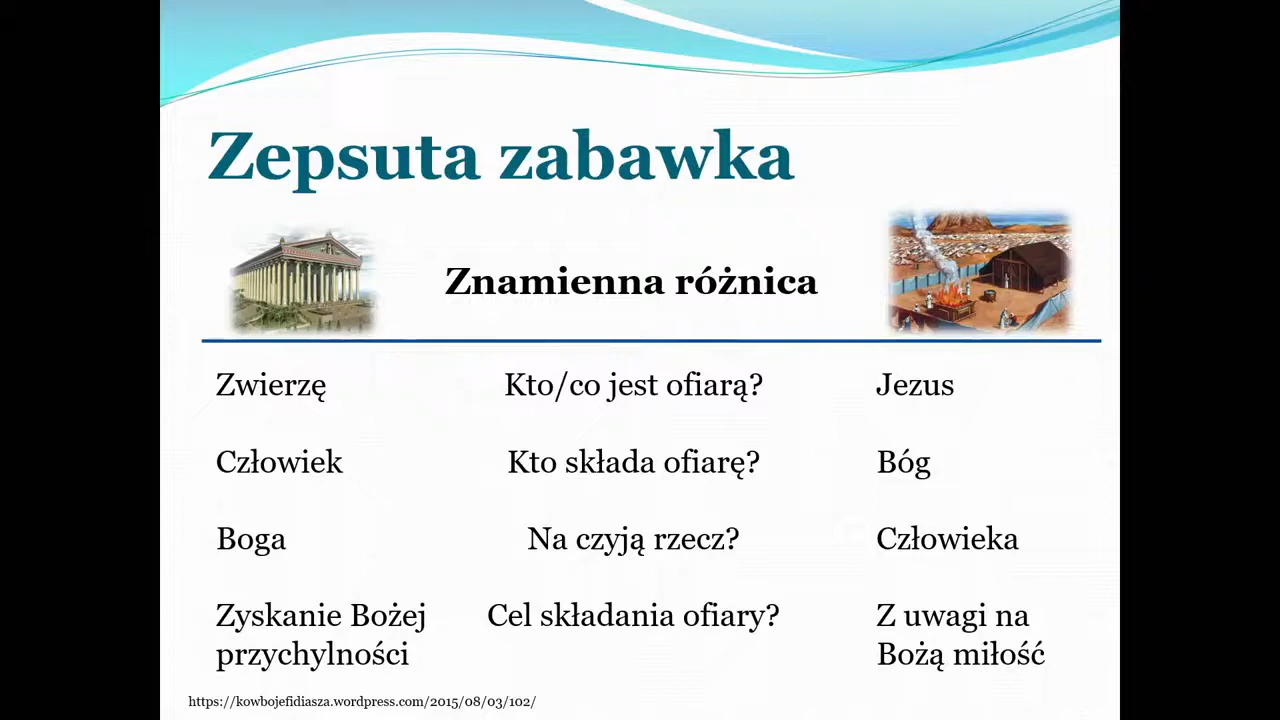 Zepsuta zabawka
Znamienna różnica
Zwierzę Kto/co jest ofiarą? Jezus
Człowiek Kto składa ofiarę? Bóg
Boga Na czyją rzecz? Człowieka
Zyskanie Bożej Cel składania ofiary? Z uwagi na
przychylności Bożą miłość
https://kowbojefidiasza.wordpress.com/2015/08/03/102/